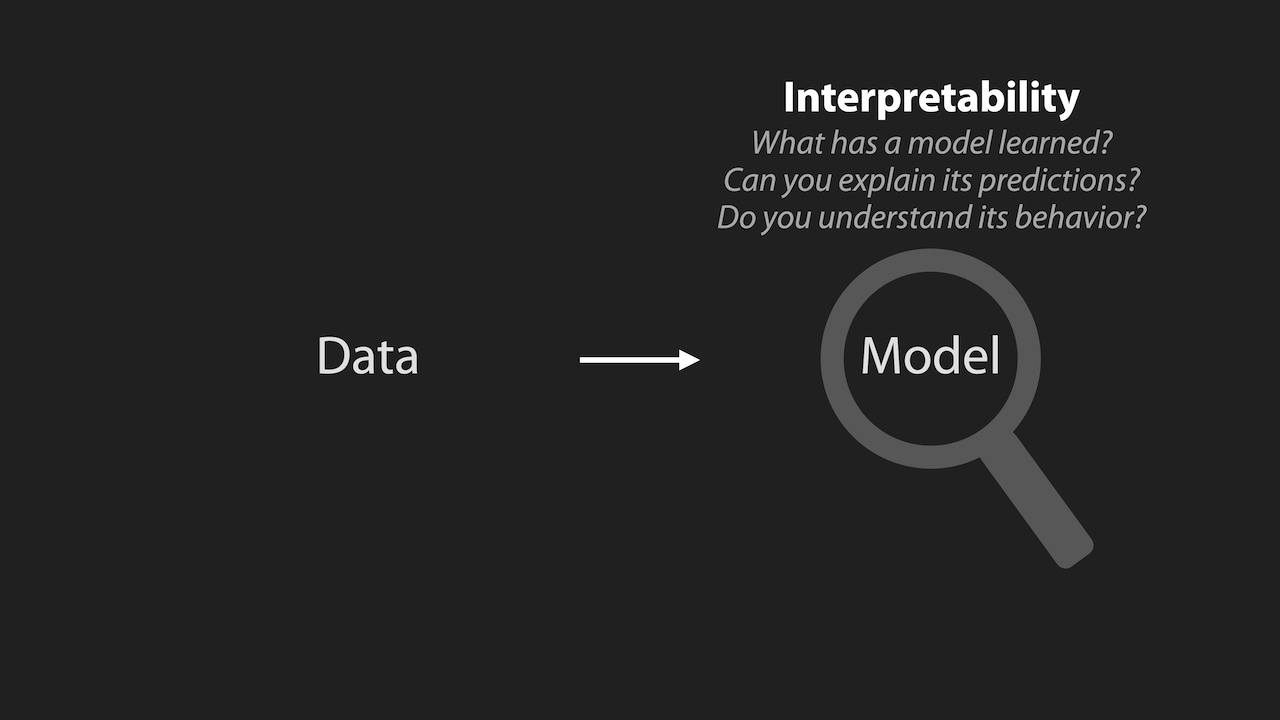 Interpretability
What has a model learned?
Can you explain its predictions?
Do you understand its behavior?
Data
Model